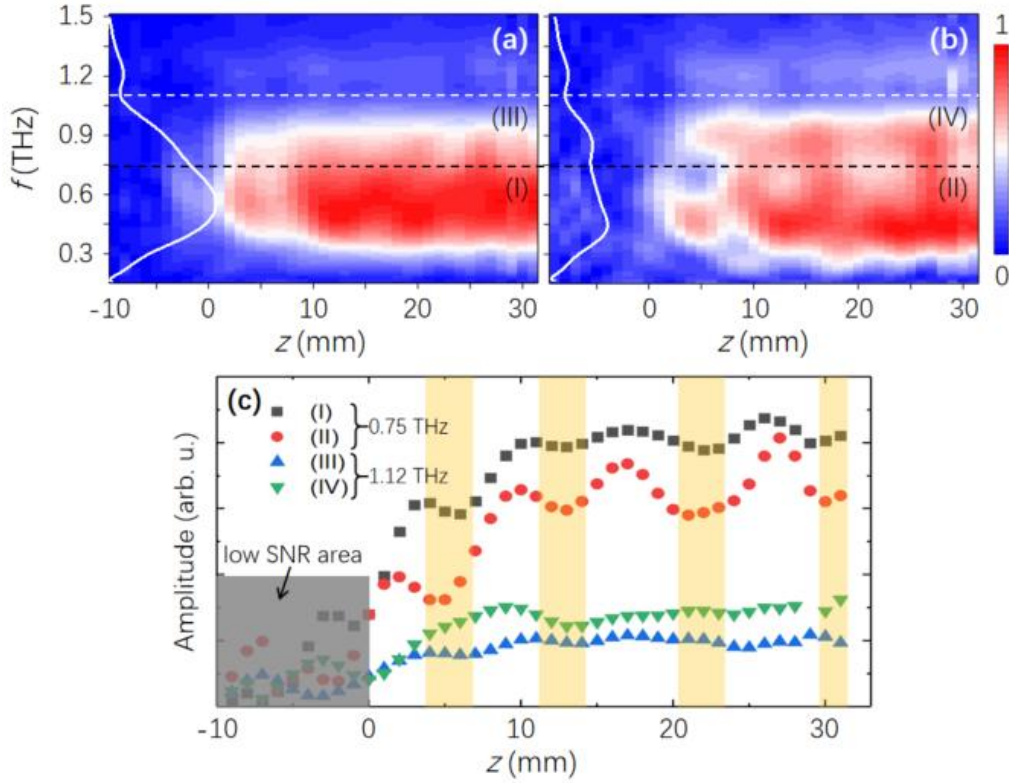 1.5
1.2
0.9
0.6
0.3
f(THz)
(a)
(III)
(I)
-10
0
10
20
30
z (mm)
(b)
(IV)
(II)
0
10
20
30
z (mm)
1
0
(c)
(I)
(II)
0.75 THz
(III)
(IV)
1.12 THz
low SNR area
Amplitude (arb. u.)
-10
0
10
20
30
z (mm)